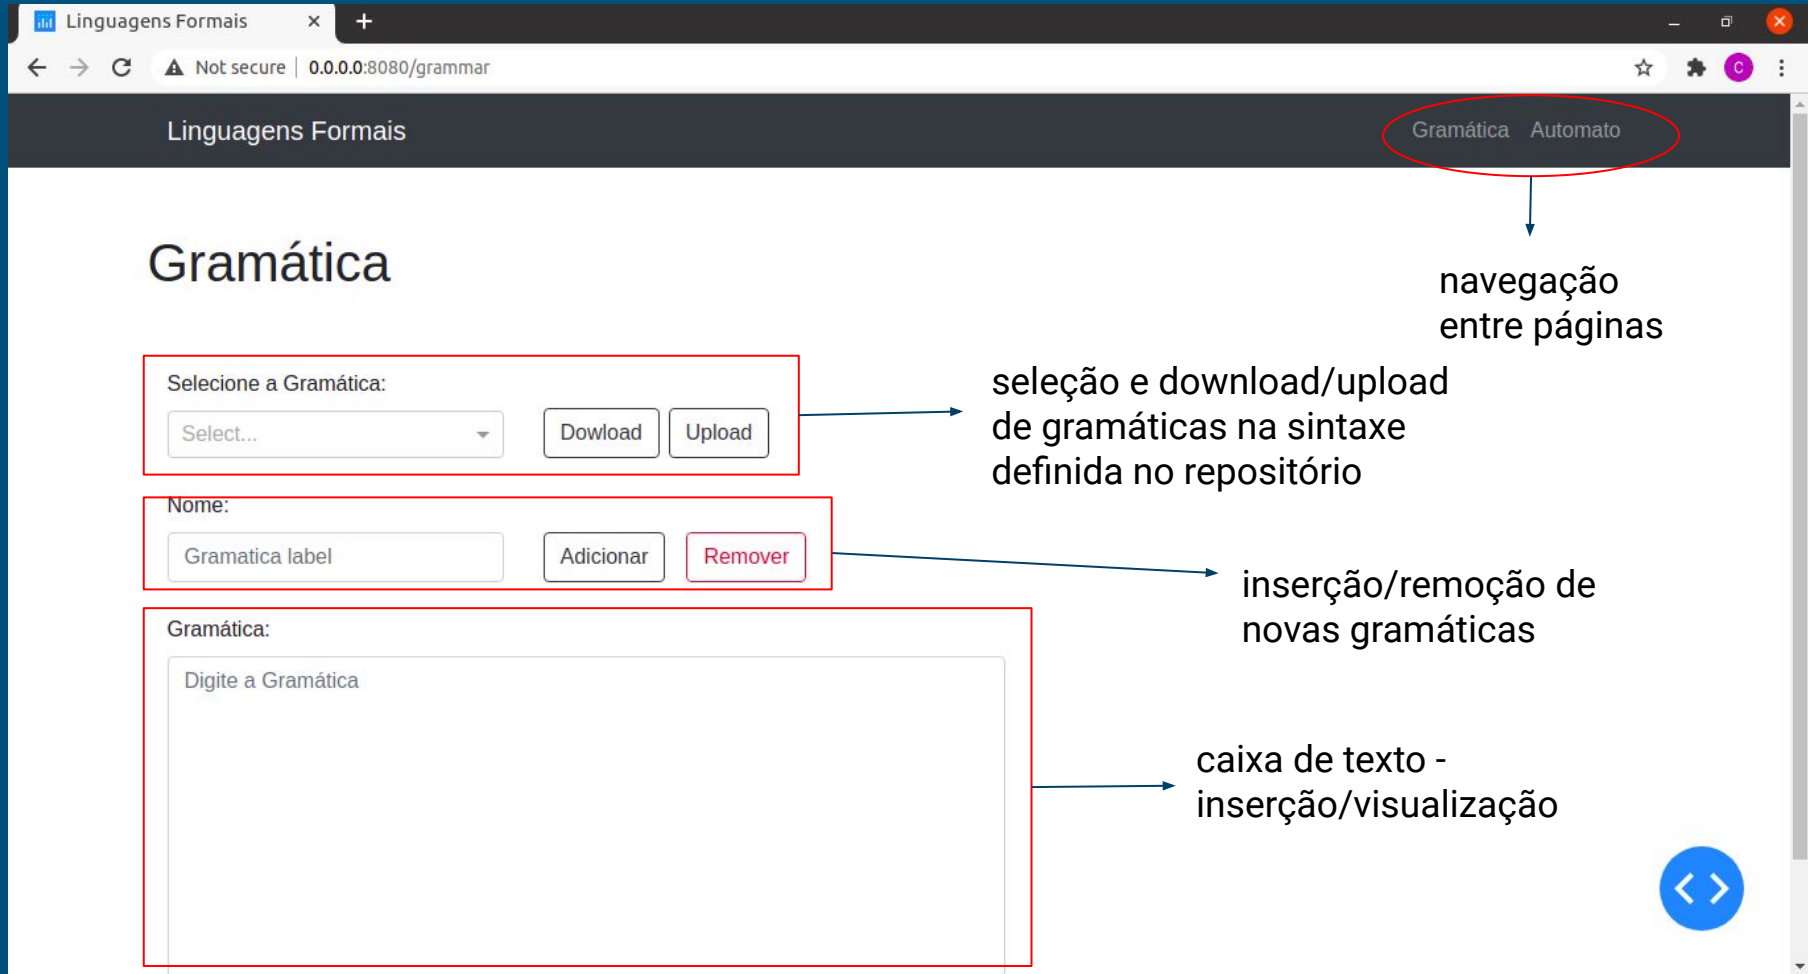 Linguagens Formais
Not secure | 0.0.0.0:8080/grammar
C
Linguagens Formais
Gramática Automato
Gramática
navegação
entre páginas
Selecione a Gramática:
Select...
Dowload
Upload
seleção e download/upload
de gramáticas na sintaxe
definida no repositório
Nome:
Gramatica label
Adicionar
Remover
inserção/remoção de
novas gramáticas
Gramática:
Digite a Gramática
caixa de texto -
inserção/visualização